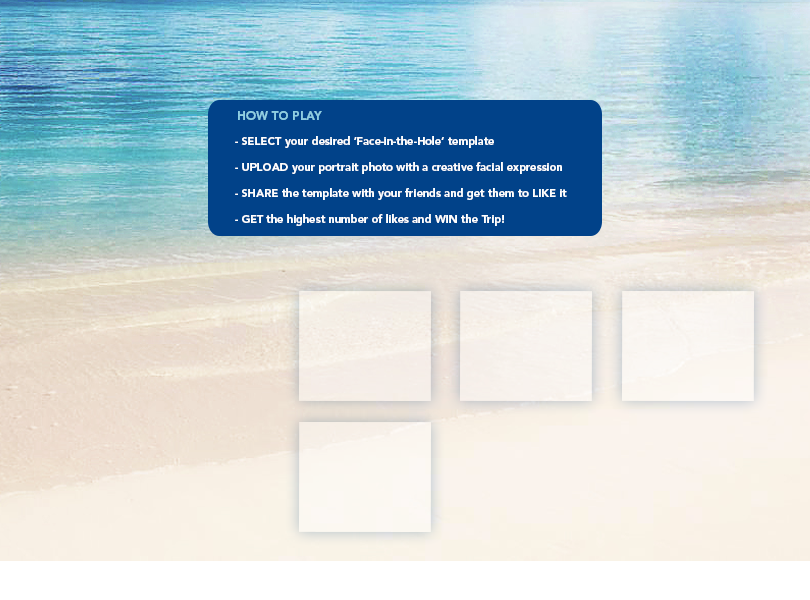 HOW TO PLAY
- SELECT your desired ‘Face-In-the-Hole’ template
- UPLOAD your portrait photo with a creative facial expression
- SHARE the template with your friends and get them to LIKE it
- GET the highest number of likes and WIN the Trip!